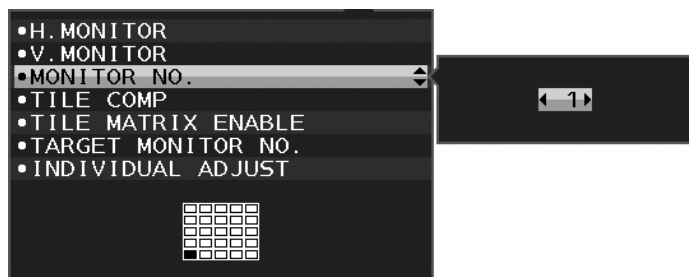 •H.MONITOR
•V.MONITOR
•MONITOR NO.
•TILE COMP
•TILE MATRIX ENABLE
•TARGET MONITOR NO.
•INDIVIDUAL ADJUST
1